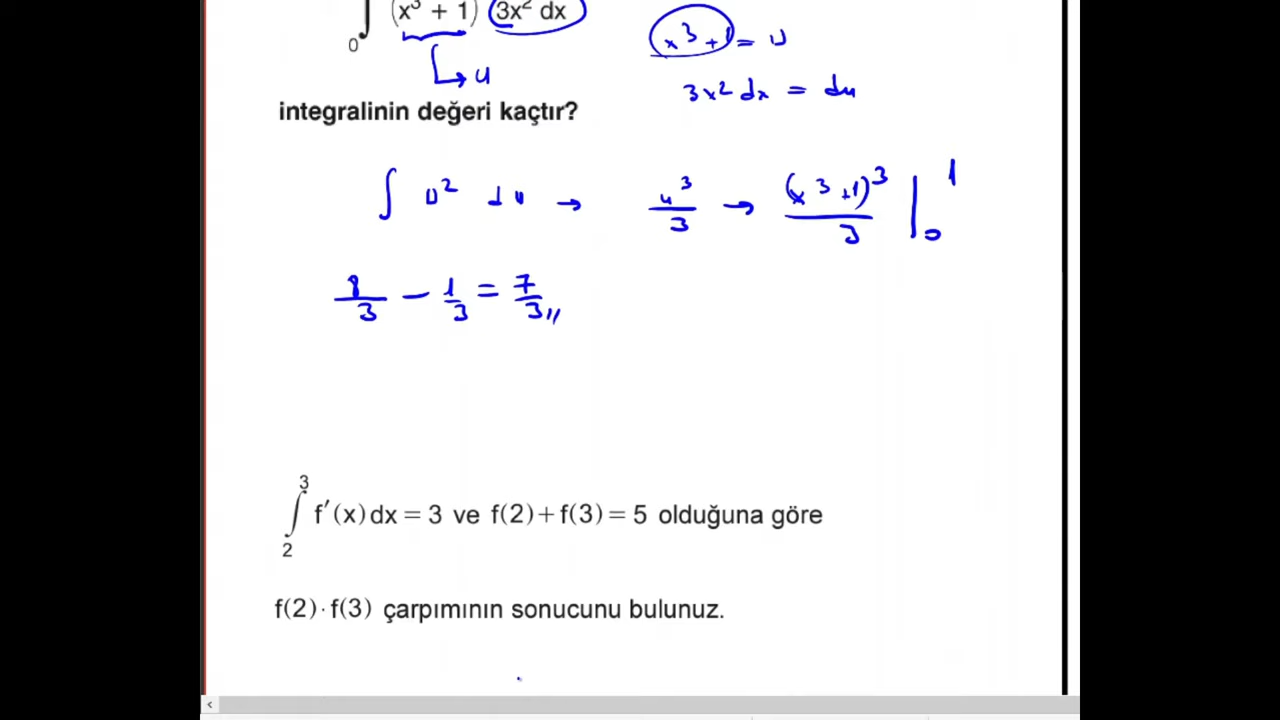 ∫₀ (x³ + 1) 3x² dx
u
x³+1 = u
3x² dx = du
integralinin değeri kaçtır?
∫ u² du → u³/3 → (x³+1)³/3 |₀¹
8/3 − 1/3 = 7/3 //
∫₂³ f′(x) dx = 3 ve f(2) + f(3) = 5 olduğuna göre
f(2) · f(3) çarpımının sonucunu bulunuz.